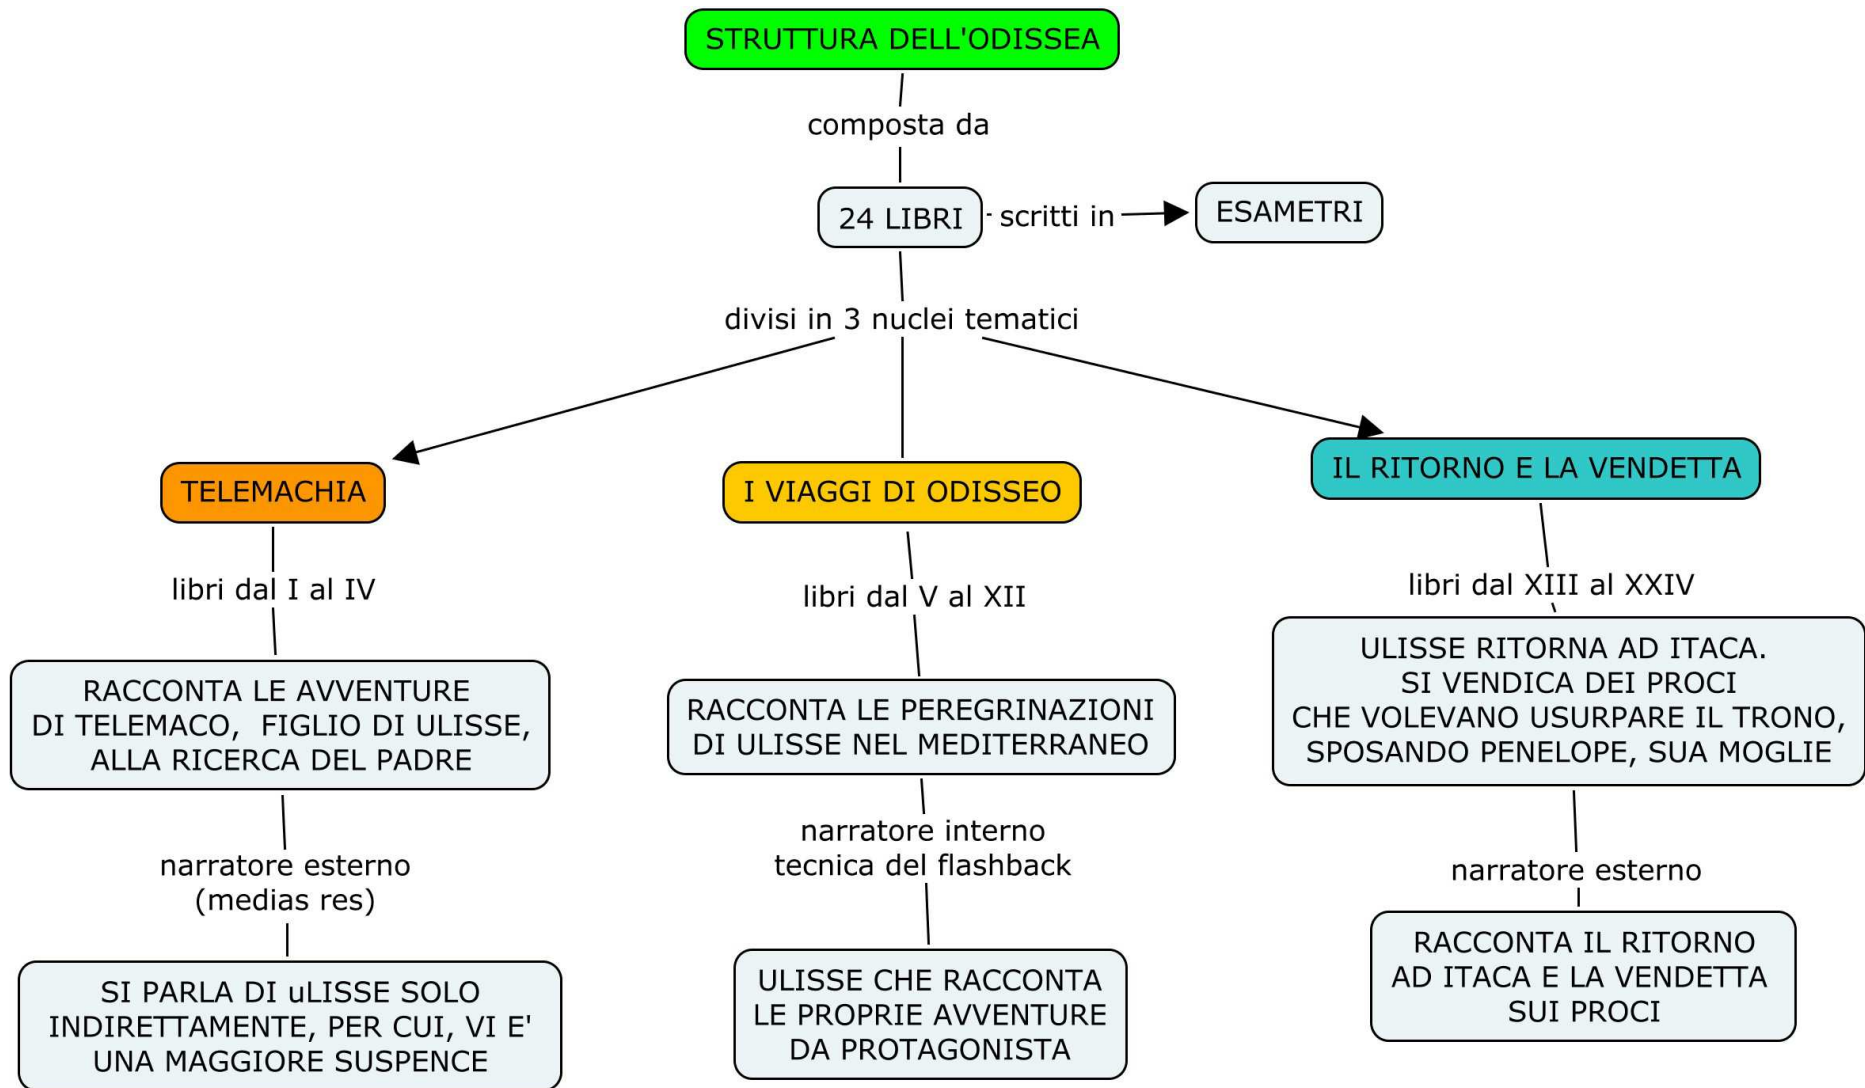 STRUTTURA DELL'ODISSEA
composta da
24 LIBRI
scritti in
ESAMETRI
divisi in 3 nuclei tematici
TELEMACHIA
libri dal I al IV
RACCONTA LE AVVENTURE
DI TELEMACO, FIGLIO DI ULISSE,
ALLA RICERCA DEL PADRE
narratore esterno
(medias res)
SI PARLA DI uLISSE SOLO
INDIRETTAMENTE, PER CUI, VI E'
UNA MAGGIORE SUSPENCE
I VIAGGI DI ODISSEO
libri dal V al XII
RACCONTA LE PEREGRINAZIONI
DI ULISSE NEL MEDITERRANEO
narratore interno
tecnica del flashback
ULISSE CHE RACCONTA
LE PROPRIE AVVENTURE
DA PROTAGONISTA
IL RITORNO E LA VENDETTA
libri dal XIII al XXIV
ULISSE RITORNA AD ITACA.
SI VENDICA DEI PROCI
CHE VOLEVANO USURPARE IL TRONO,
SPOSANDO PENELOPE, SUA MOGLIE
narratore esterno
RACCONTA IL RITORNO
AD ITACA E LA VENDETTA
SUI PROCI